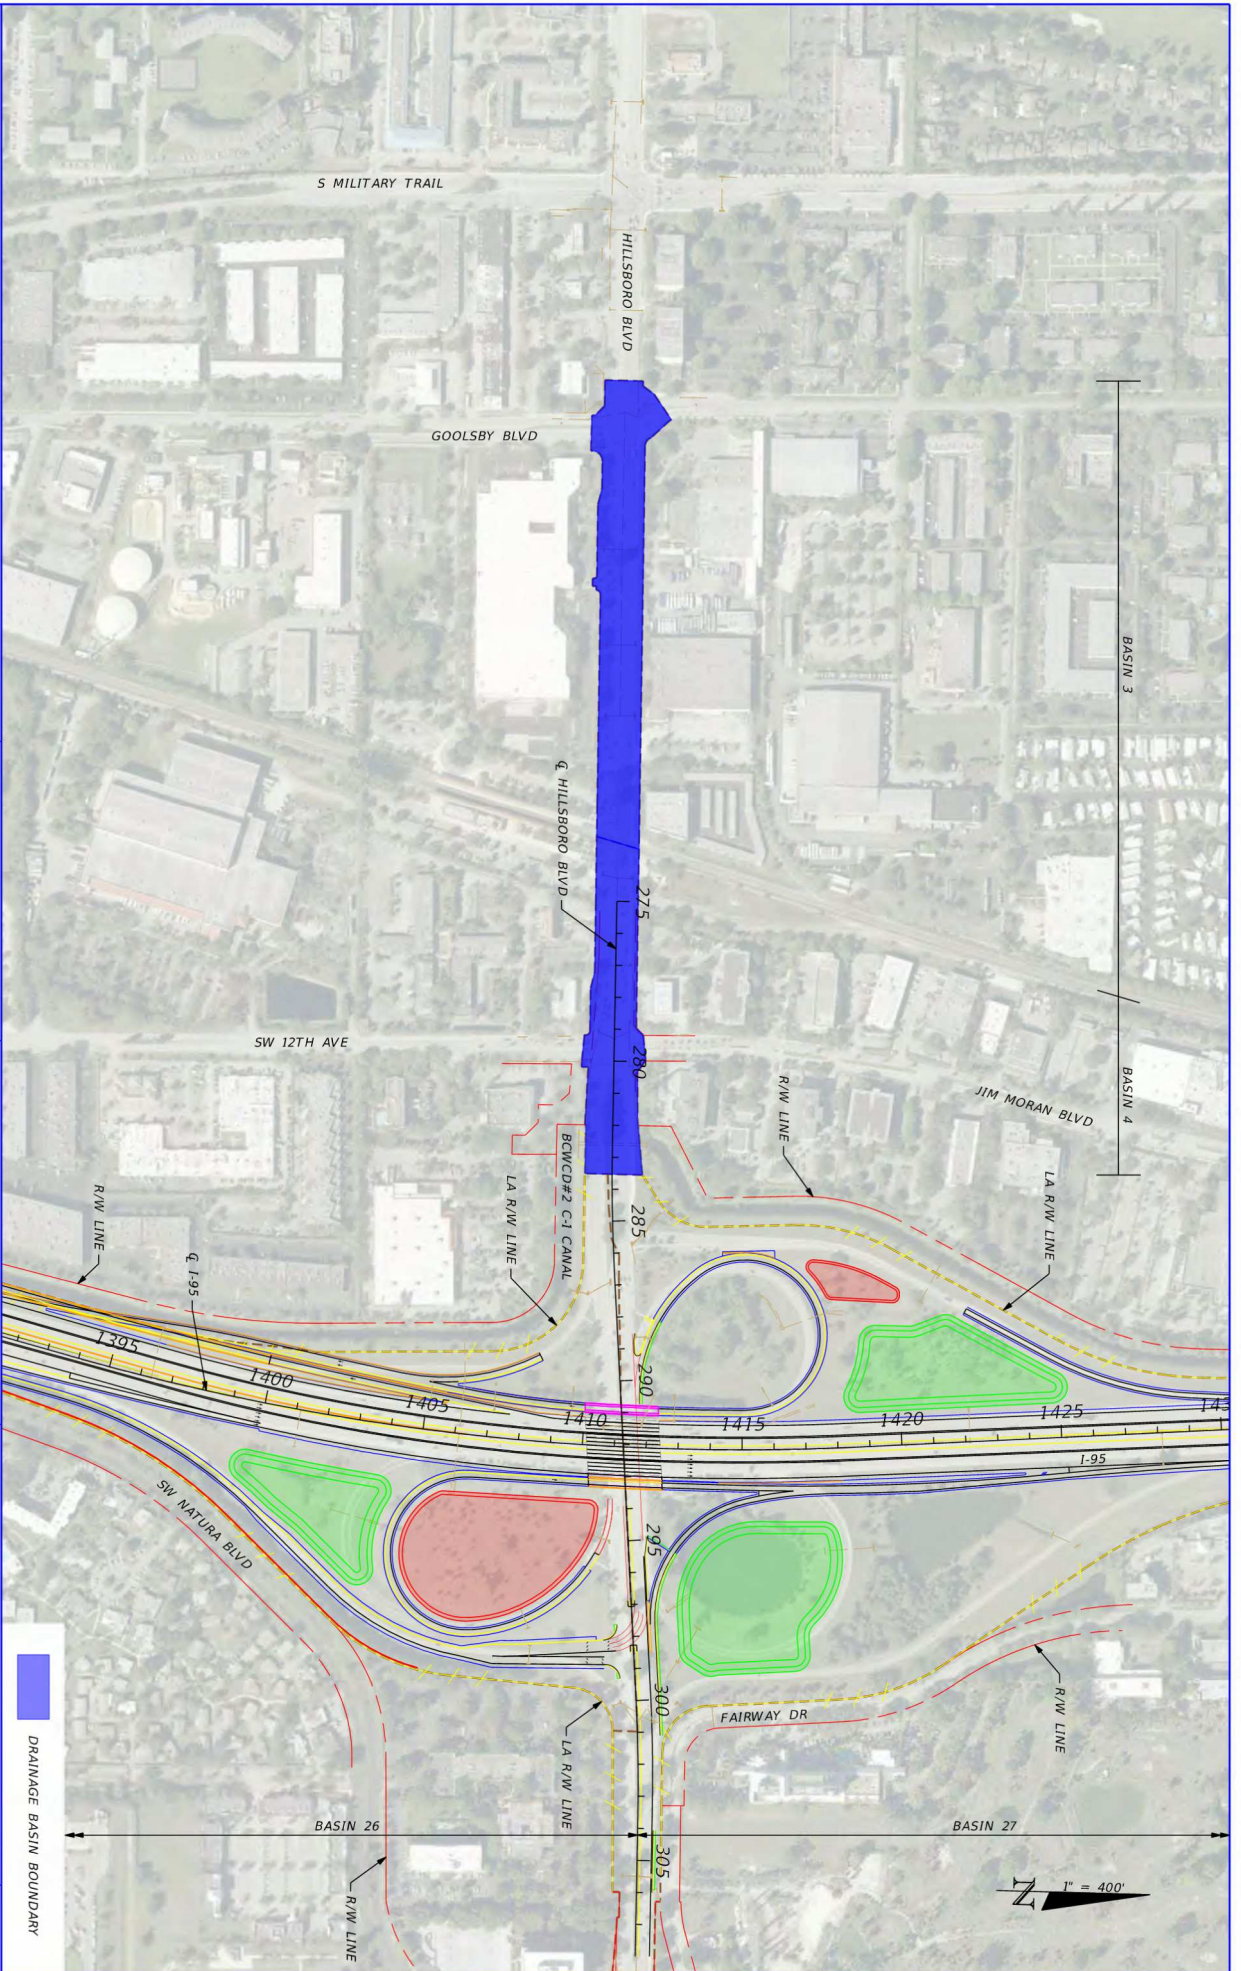 S MILITARY TRAIL
HILLSBORO BLVD
GOOLSBY BLVD
BASIN 3
℄ HILLSBORO BLVD
275
SW 12TH AVE
280
BASIN 4
JIM MORAN BLVD
R/W LINE
BCWCD#2 C-1 CANAL
LA R/W LINE
LA R/W LINE
R/W LINE
285
℄ I-95
1395
1400
1405
1410
1415
1420
1425
143
290
I-95
SW NATURA BLVD
295
300
FAIRWAY DR
R/W LINE
LA R/W LINE
BASIN 26
BASIN 27
305
R/W LINE
N
1" = 400'
DRAINAGE BASIN BOUNDARY